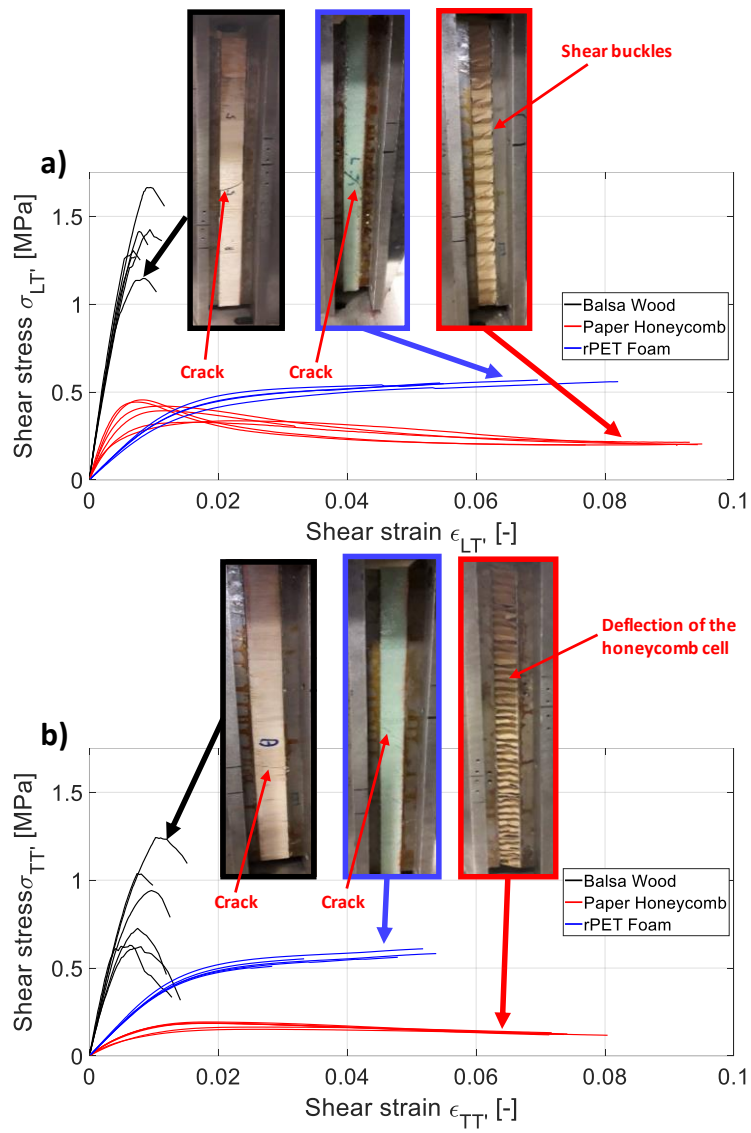 Shear buckles
a)
Crack
Crack
Shear stress σLT' [MPa]
1.5
1
0.5
0
Balsa Wood
Paper Honeycomb
rPET Foam
0
0.02
0.04
0.06
0.08
0.1
Shear strain ϵLT' [-]
Deflection of the
honeycomb cell
b)
θ
Crack
Crack
Shear stressσTT' [MPa]
1.5
1
0.5
0
Balsa Wood
Paper Honeycomb
rPET Foam
0
0.02
0.04
0.06
0.08
0.1
Shear strain ϵTT' [-]